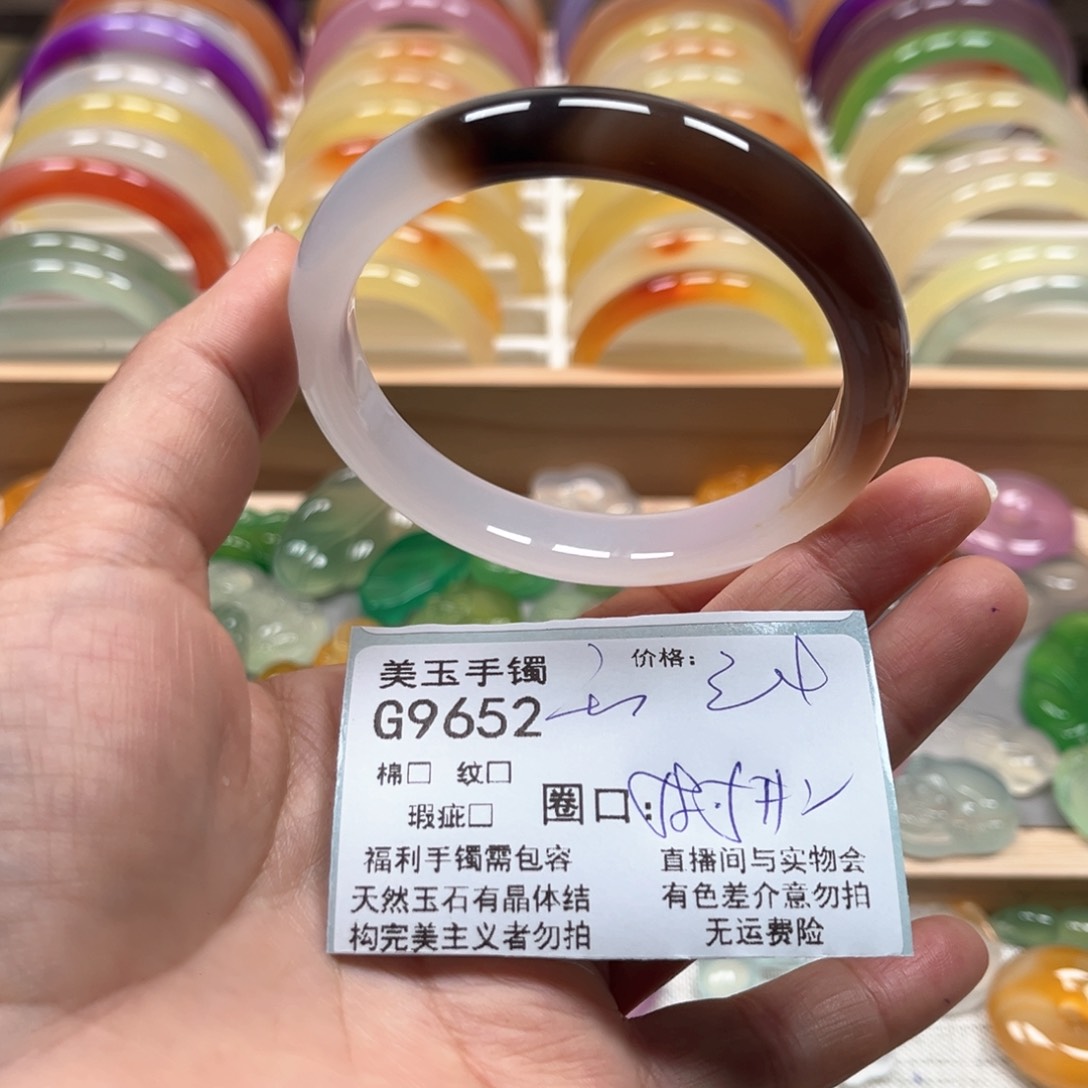 美玉手镯 价格:
G9652
棉□ 纹□
瑕疵□ 圈口:
福利手镯需包容
天然玉石有晶体结
构完美主义者勿拍
直播间与实物会
有色差介意勿拍
无运费险